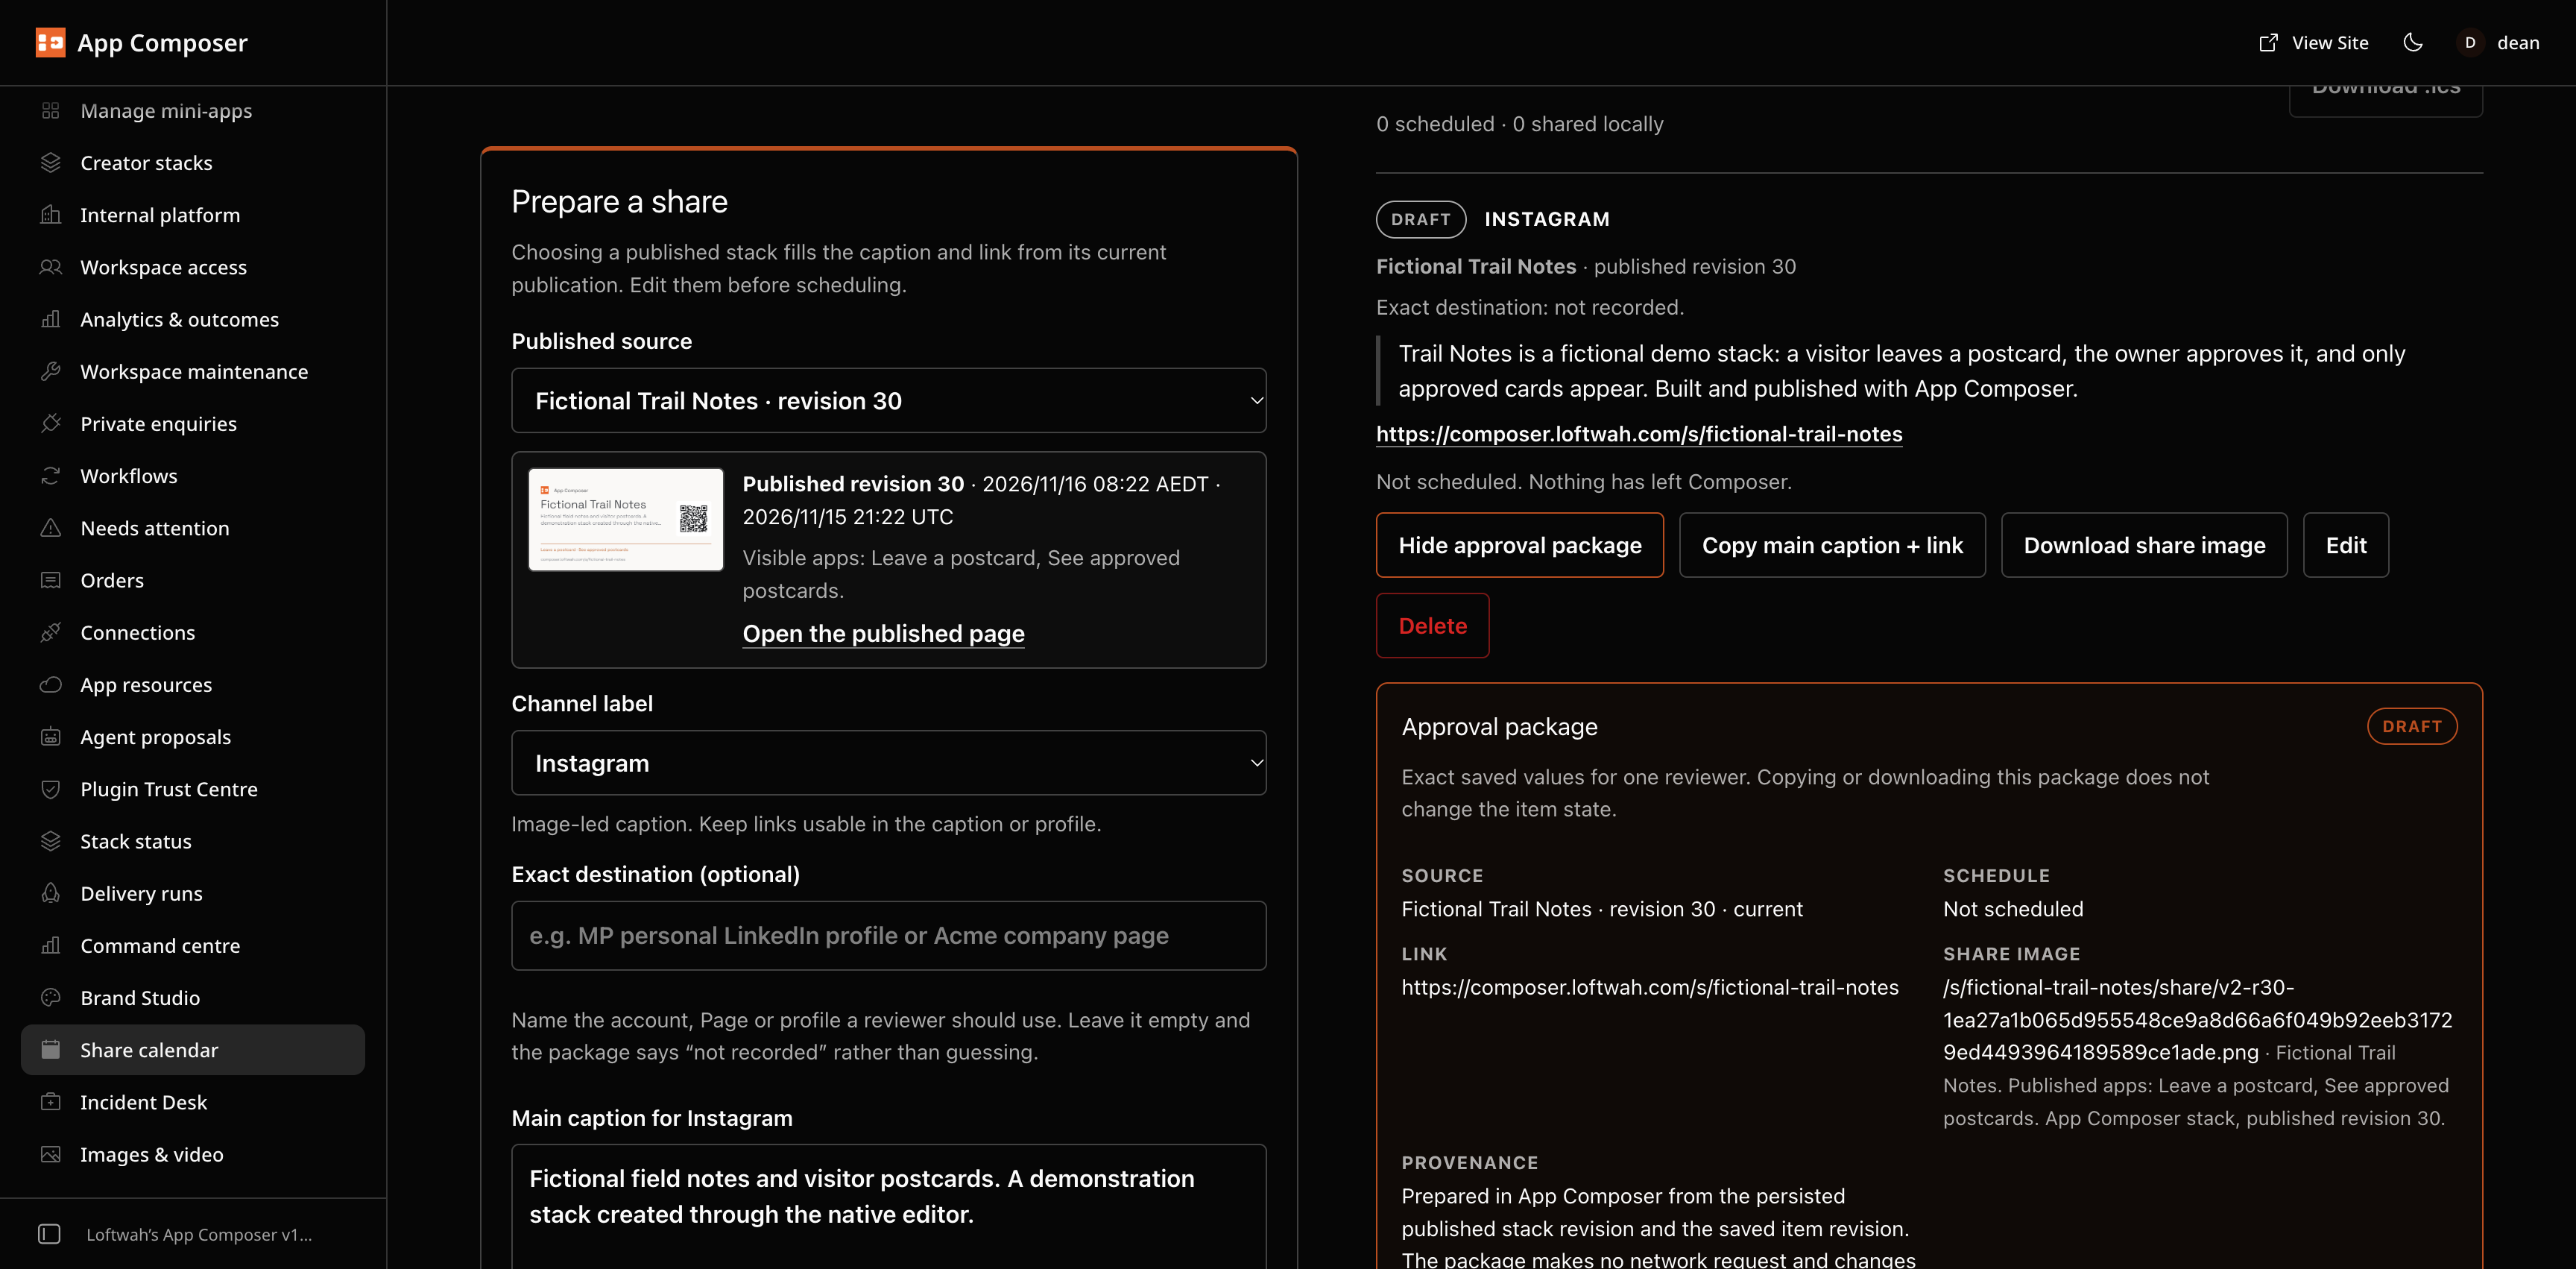 App Composer
View Site
D
dean
Manage mini-apps
Creator stacks
Internal platform
Workspace access
Analytics & outcomes
Workspace maintenance
Private enquiries
Workflows
Needs attention
Orders
Connections
App resources
Agent proposals
Plugin Trust Centre
Stack status
Delivery runs
Command centre
Brand Studio
Share calendar
Incident Desk
Images & video
Loftwah's App Composer v1...
Prepare a share
Choosing a published stack fills the caption and link from its current
publication. Edit them before scheduling.
Published source
Fictional Trail Notes · revision 30
App Composer
Fictional Trail Notes
Published revision 30 · 2026/11/16 08:22 AEDT ·
2026/11/15 21:22 UTC
Visible apps: Leave a postcard, See approved
postcards.
Open the published page
Channel label
Instagram
Image-led caption. Keep links usable in the caption or profile.
Exact destination (optional)
e.g. MP personal LinkedIn profile or Acme company page
Name the account, Page or profile a reviewer should use. Leave it empty and
the package says “not recorded” rather than guessing.
Main caption for Instagram
Fictional field notes and visitor postcards. A demonstration
stack created through the native editor.
Download .ics
0 scheduled · 0 shared locally
DRAFT
INSTAGRAM
Fictional Trail Notes · published revision 30
Exact destination: not recorded.
Trail Notes is a fictional demo stack: a visitor leaves a postcard, the owner approves it, and only
approved cards appear. Built and published with App Composer.
https://composer.loftwah.com/s/fictional-trail-notes
Not scheduled. Nothing has left Composer.
Hide approval package
Copy main caption + link
Download share image
Edit
Delete
Approval package
DRAFT
Exact saved values for one reviewer. Copying or downloading this package does not
change the item state.
SOURCE
Fictional Trail Notes · revision 30 · current
SCHEDULE
Not scheduled
LINK
https://composer.loftwah.com/s/fictional-trail-notes
SHARE IMAGE
/s/fictional-trail-notes/share/v2-r30-
1ea27a1b065d955548ce9a8d66a6f049b92eeb3172
9ed4493964189589ce1ade.png · Fictional Trail
Notes. Published apps: Leave a postcard, See approved
postcards. App Composer stack, published revision 30.
PROVENANCE
Prepared in App Composer from the persisted
published stack revision and the saved item revision.
The package makes no network request and changes